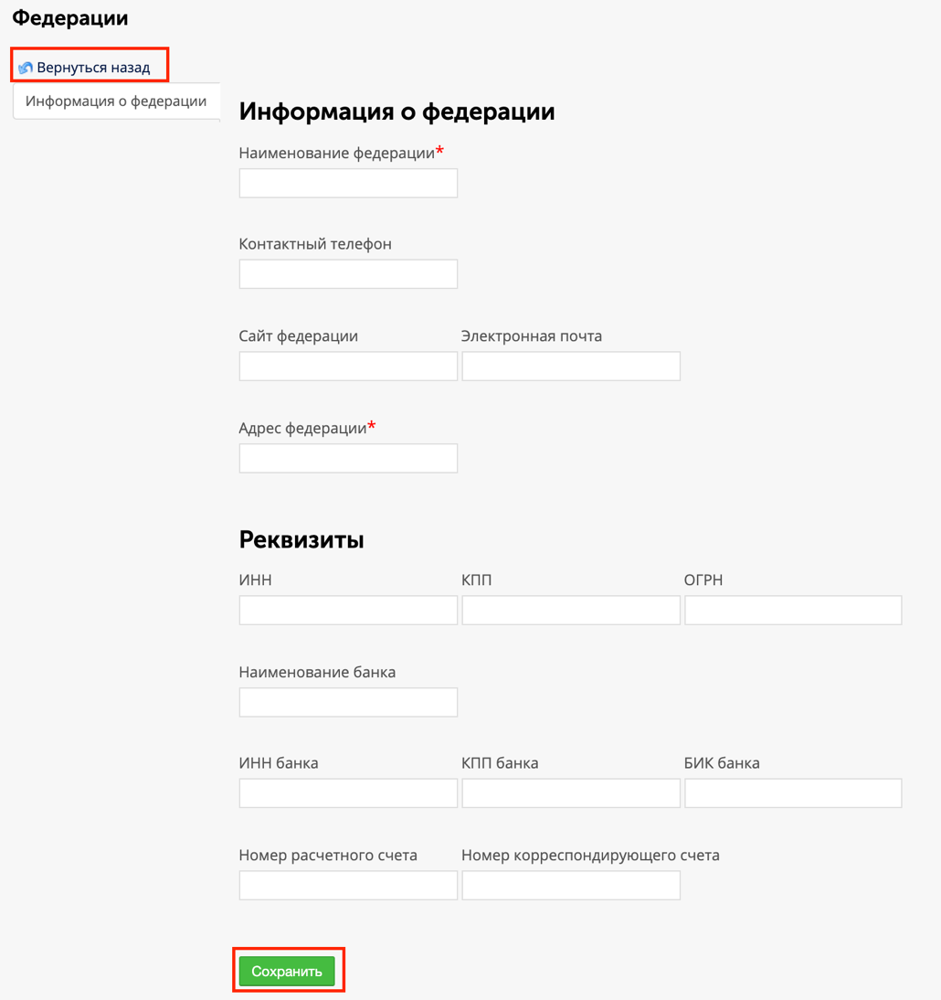 Федерации
Вернуться назад
Информация о федерации
Информация о федерации
Наименование федерации*
Контактный телефон
Сайт федерации Электронная почта
Адрес федерации*
Реквизиты
ИНН КПП ОГРН
Наименование банка
ИНН банка КПП банка БИК банка
Номер расчетного счета Номер корреспондирующего счета
Сохранить